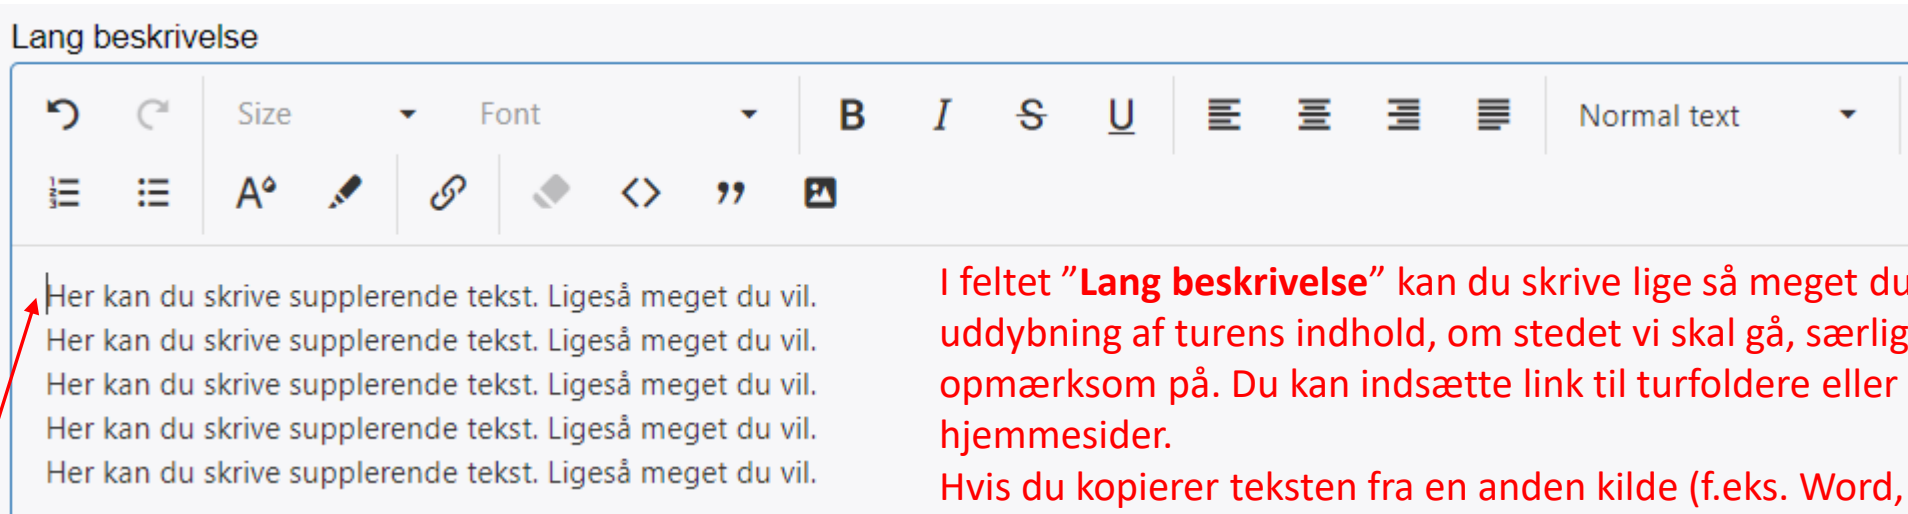 Lang beskrivelse
Size Font B I S U Normal text
Her kan du skrive supplerende tekst. Ligeså meget du vil.
Her kan du skrive supplerende tekst. Ligeså meget du vil.
Her kan du skrive supplerende tekst. Ligeså meget du vil.
Her kan du skrive supplerende tekst. Ligeså meget du vil.
Her kan du skrive supplerende tekst. Ligeså meget du vil.
I feltet ”Lang beskrivelse” kan du skrive lige så meget du
uddybning af turens indhold, om stedet vi skal gå, særlig
opmærksom på. Du kan indsætte link til turfoldere eller
hjemmesider.
Hvis du kopierer teksten fra en anden kilde (f.eks. Word,